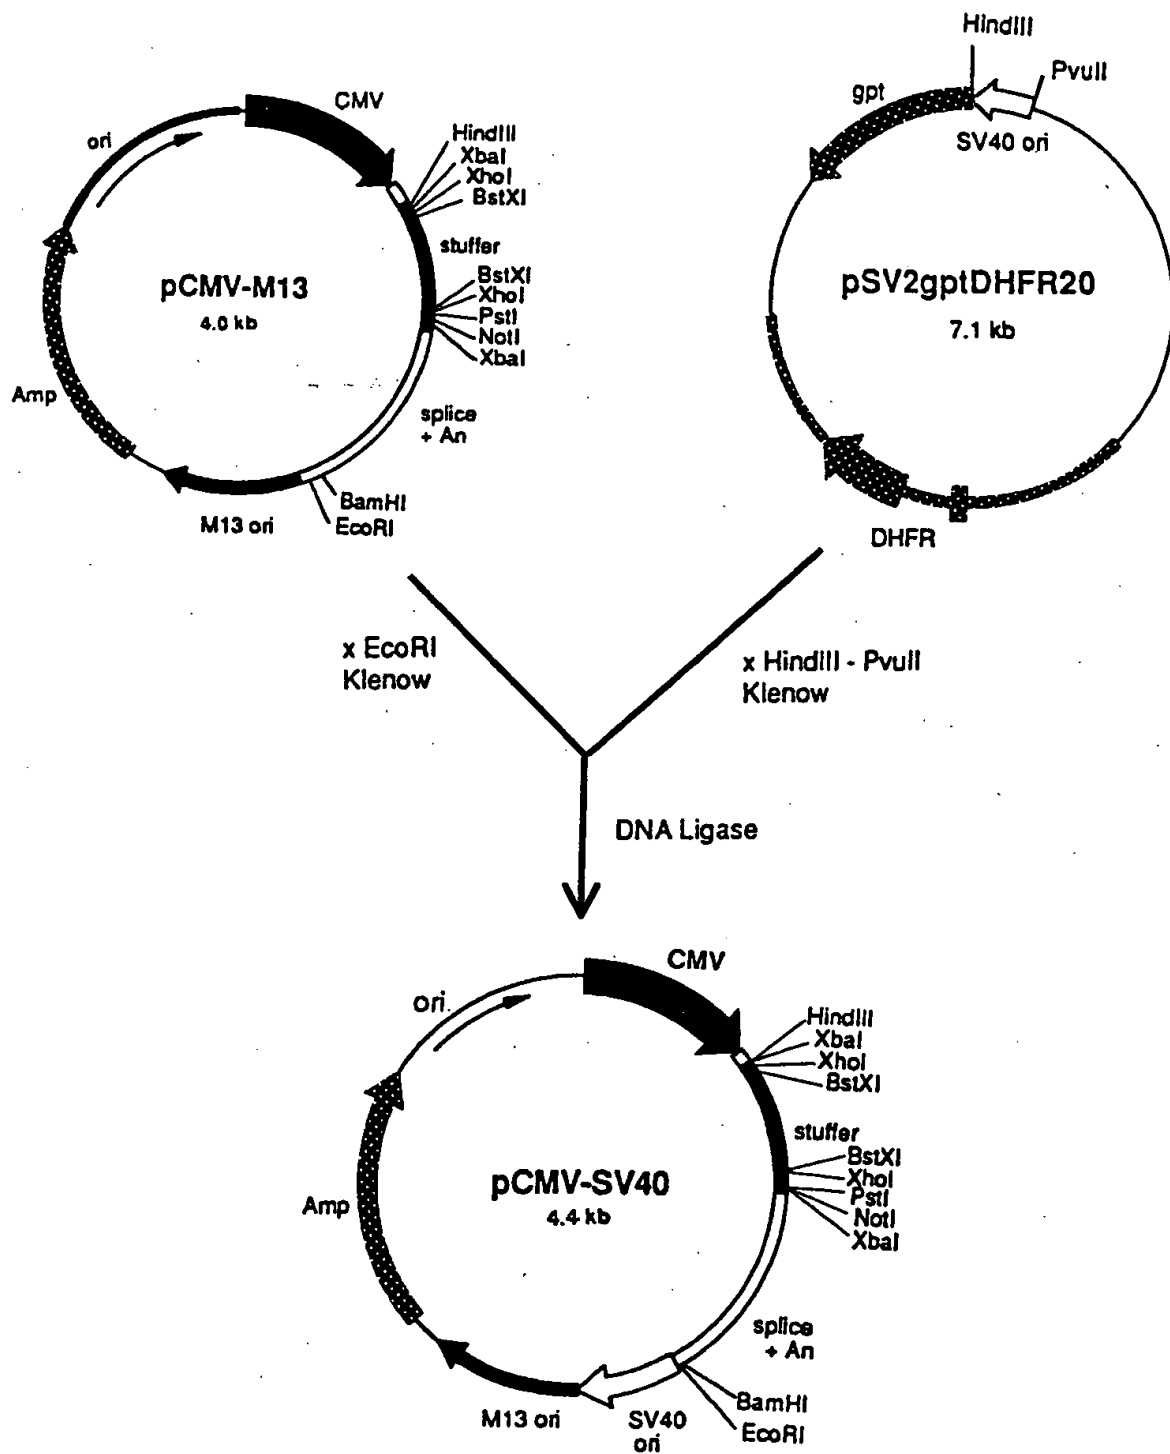 CMV
ori
HindIII
XbaI
XhoI
BstXI
stuffer
BstXI
XhoI
PstI
NotI
XbaI
pCMV-M13
4.0 kb
Amp
splice
+ An
BamHI
EcoRI
M13 ori
HindIII
PvuII
gpt
SV40 ori
pSV2gptDHFR20
7.1 kb
DHFR
x EcoRI
Klenow
x HindIII - PvuII
Klenow
DNA Ligase
CMV
ori
HindIII
XbaI
XhoI
BstXI
stuffer
BstXI
XhoI
PstI
NotI
XbaI
pCMV-SV40
4.4 kb
Amp
splice
+ An
BamHI
EcoRI
M13 ori
SV40
ori